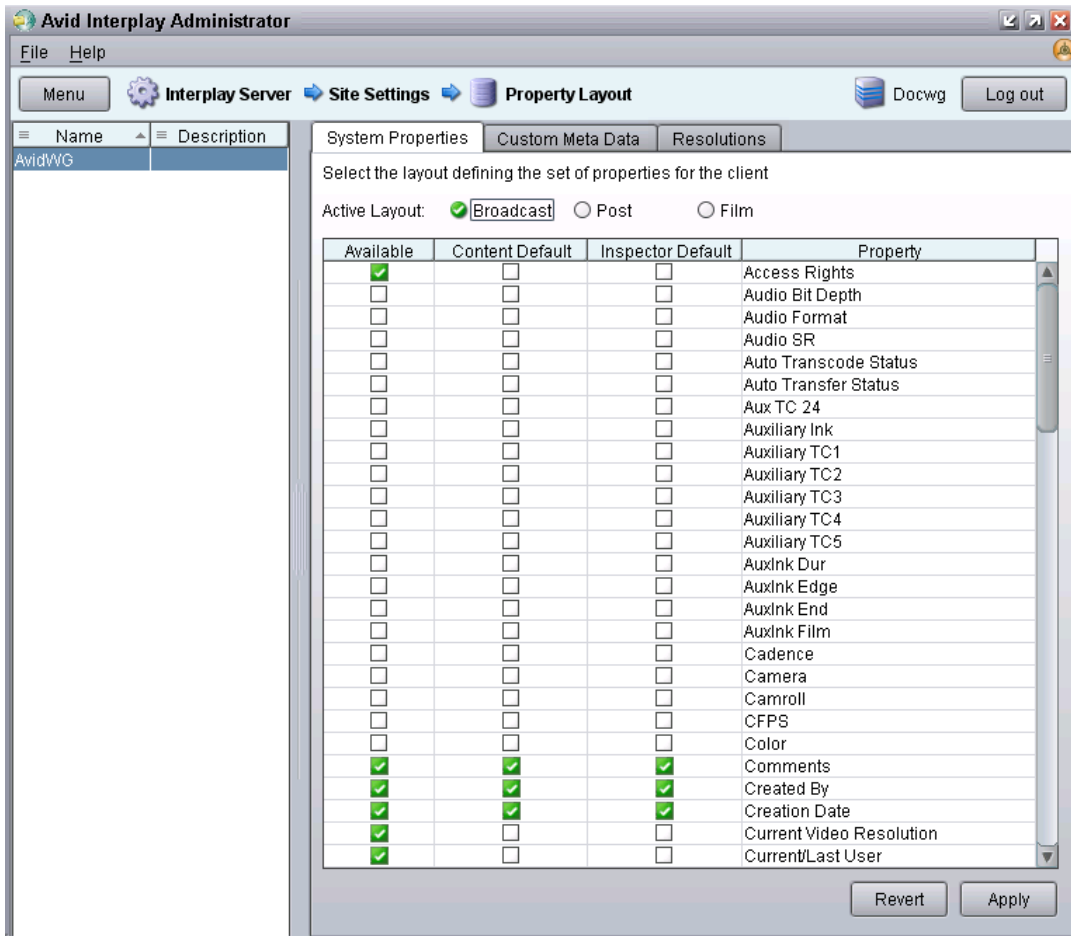 Avid Interplay Administrator
File Help
Menu Interplay Server Site Settings Property Layout Docwg Log out
Name Description
AvidWG
System Properties Custom Meta Data Resolutions
Select the layout defining the set of properties for the client
Active Layout: Broadcast Post Film
Available Content Default Inspector Default Property
Access Rights
Audio Bit Depth
Audio Format
Audio SR
Auto Transcode Status
Auto Transfer Status
Aux TC 24
Auxiliary Ink
Auxiliary TC1
Auxiliary TC2
Auxiliary TC3
Auxiliary TC4
Auxiliary TC5
AuxInk Dur
AuxInk Edge
AuxInk End
AuxInk Film
Cadence
Camera
Camroll
CFPS
Color
Comments
Created By
Creation Date
Current Video Resolution
Current/Last User
Revert Apply